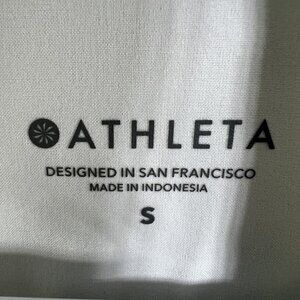 ATHLETA
DESIGNED IN SAN FRANCISCO
MADE IN INDONESIA
S